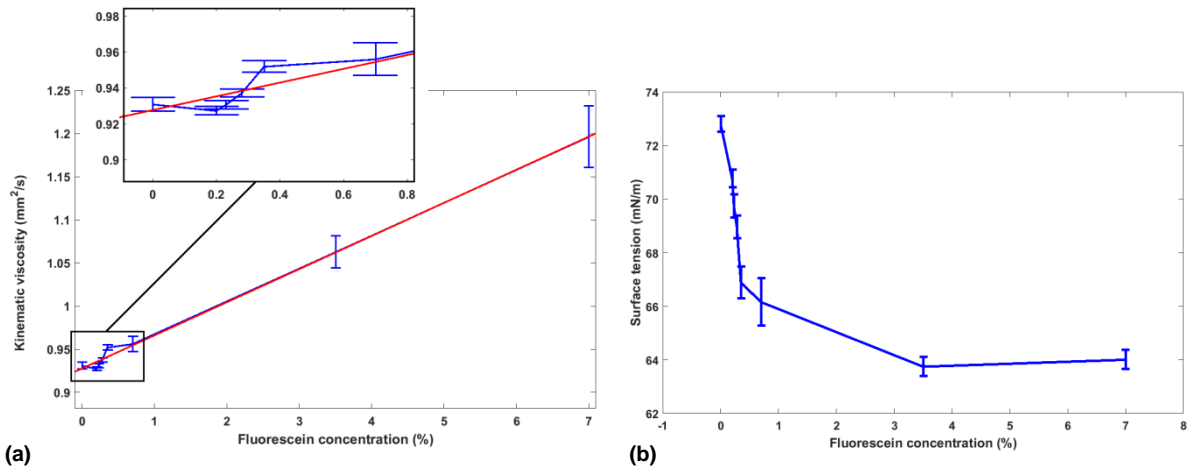 0.98
0.96
0.94
0.92
0.9
0 0.2 0.4 0.6 0.8
1.25
1.2
1.15
1.1
1.05
1
0.95
0.9
Kinematic viscosity (mm²/s)
0 1 2 3 4 5 6 7
Fluorescein concentration (%)
(a)
74
72
70
68
66
64
62
Surface tension (mN/m)
-1 0 1 2 3 4 5 6 7 8
Fluorescein concentration (%)
(b)